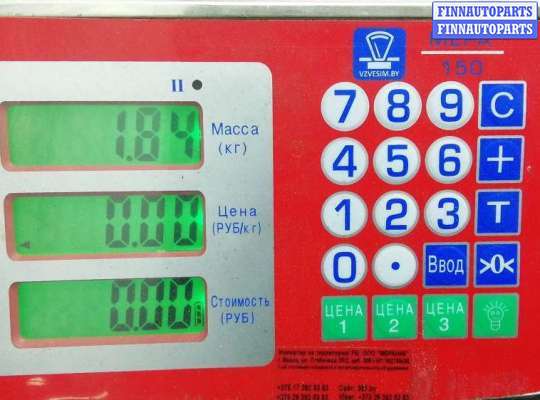 FINNAUTOPARTS
FINNAUTOPARTS
VZVESIM.BY
150
II
1.84
Масса
(кг)
0.00
Цена
(РУБ/кг)
0.00
Стоимость
(РУБ)
7 8 9 C
4 5 6 +
1 2 3 T
0 • Ввод >0<
ЦЕНА 1 ЦЕНА 2 ЦЕНА 3